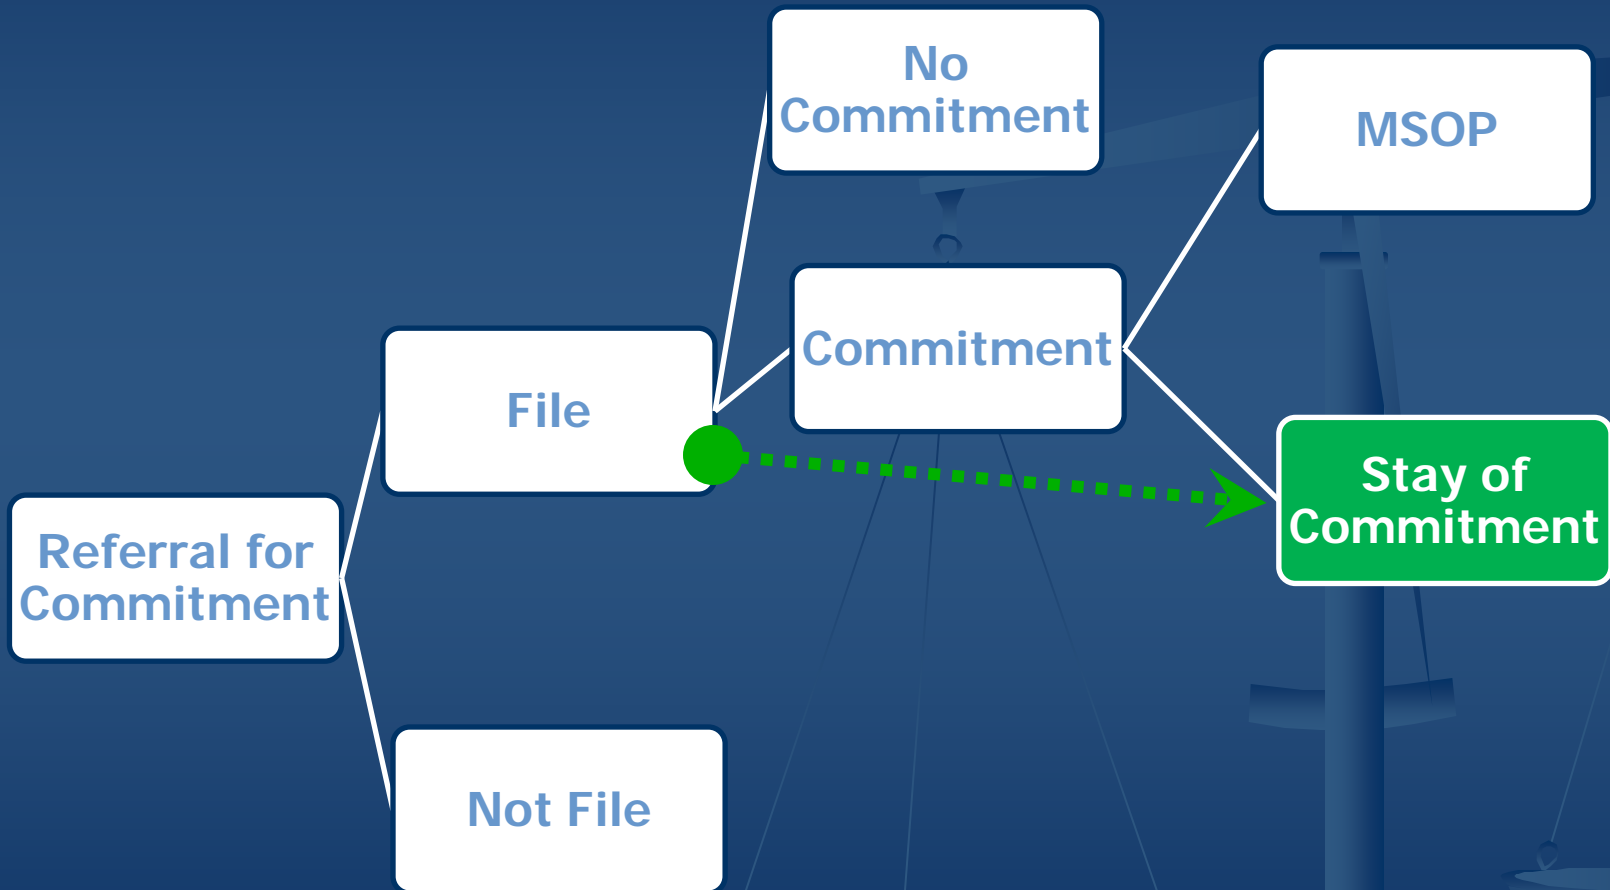 No
Commitment
MSOP
Commitment
File
Stay of
Commitment
Referral for
Commitment
Not File